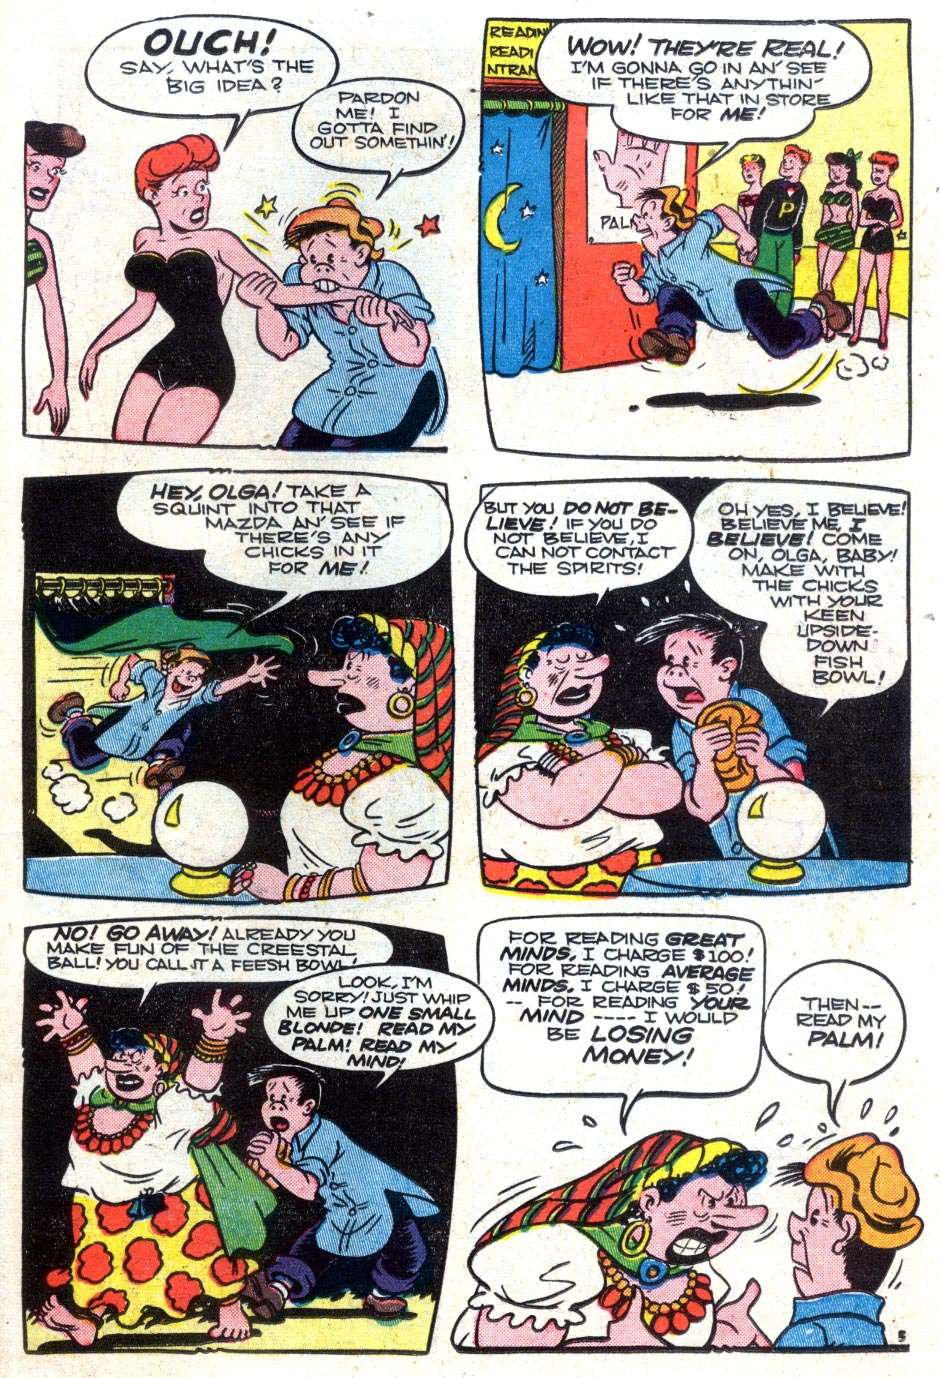 OUCH!
SAY, WHAT'S THE
BIG IDEA?
PARDON
ME! I
GOTTA FIND
OUT SOMETHIN'!
READIN
READI
NTRAN
WOW! THEY'RE REAL!
I'M GONNA GO IN AN' SEE
IF THERE'S ANYTHIN'
LIKE THAT IN STORE
FOR ME!
PALM
P
HEY, OLGA! TAKE A
SQUINT INTO THAT
MAZDA AN' SEE IF
THERE'S ANY
CHICKS IN IT
FOR ME!
BUT YOU DO NOT BE-
LIEVE! IF YOU DO
NOT BELIEVE, I
CAN NOT CONTACT
THE SPIRITS!
OH YES, I BELIEVE!
BELIEVE ME, I
BELIEVE! COME
ON, OLGA, BABY!
MAKE WITH
THE CHICKS
WITH YOUR
KEEN
UPSIDE-
DOWN
FISH
BOWL!
NO! GO AWAY! ALREADY YOU
MAKE FUN OF THE CREESTAL
BALL! YOU CALL IT A FEESH BOWL!
LOOK, I'M
SORRY! JUST WHIP
ME UP ONE SMALL
BLONDE! READ MY
PALM! READ MY
MIND!
FOR READING GREAT
MINDS, I CHARGE $100!
FOR READING AVERAGE
MINDS, I CHARGE $50!
-- FOR READING YOUR
MIND ---- I WOULD
BE LOSING
MONEY!
THEN --
READ MY
PALM!
5